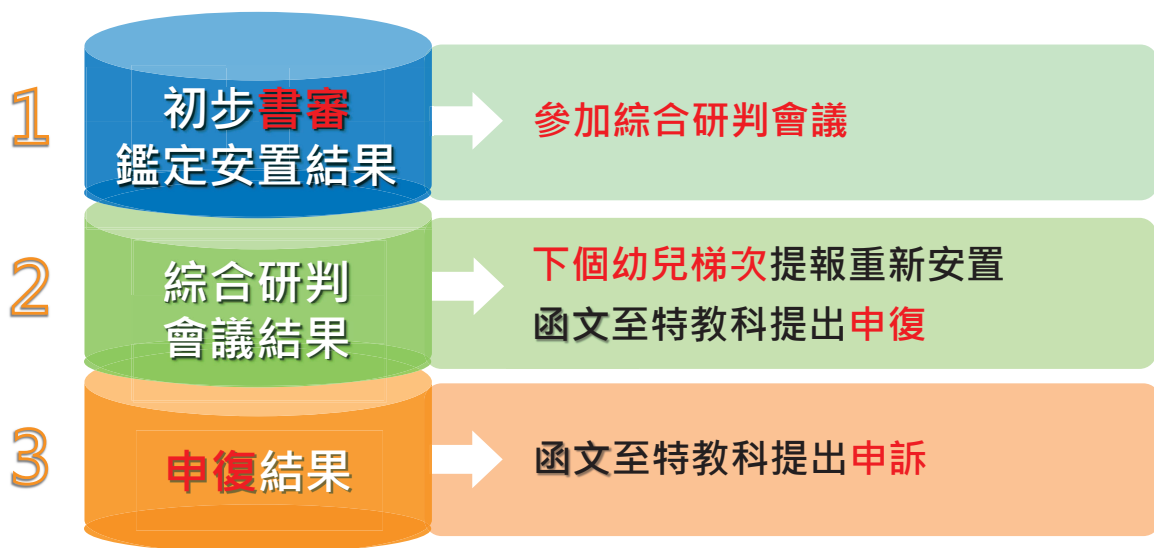 1
初步書審
鑑定安置結果
參加綜合研判會議
2
綜合研判
會議結果
下個幼兒梯次提報重新安置
函文至特教科提出申復
3
申復結果
函文至特教科提出申訴